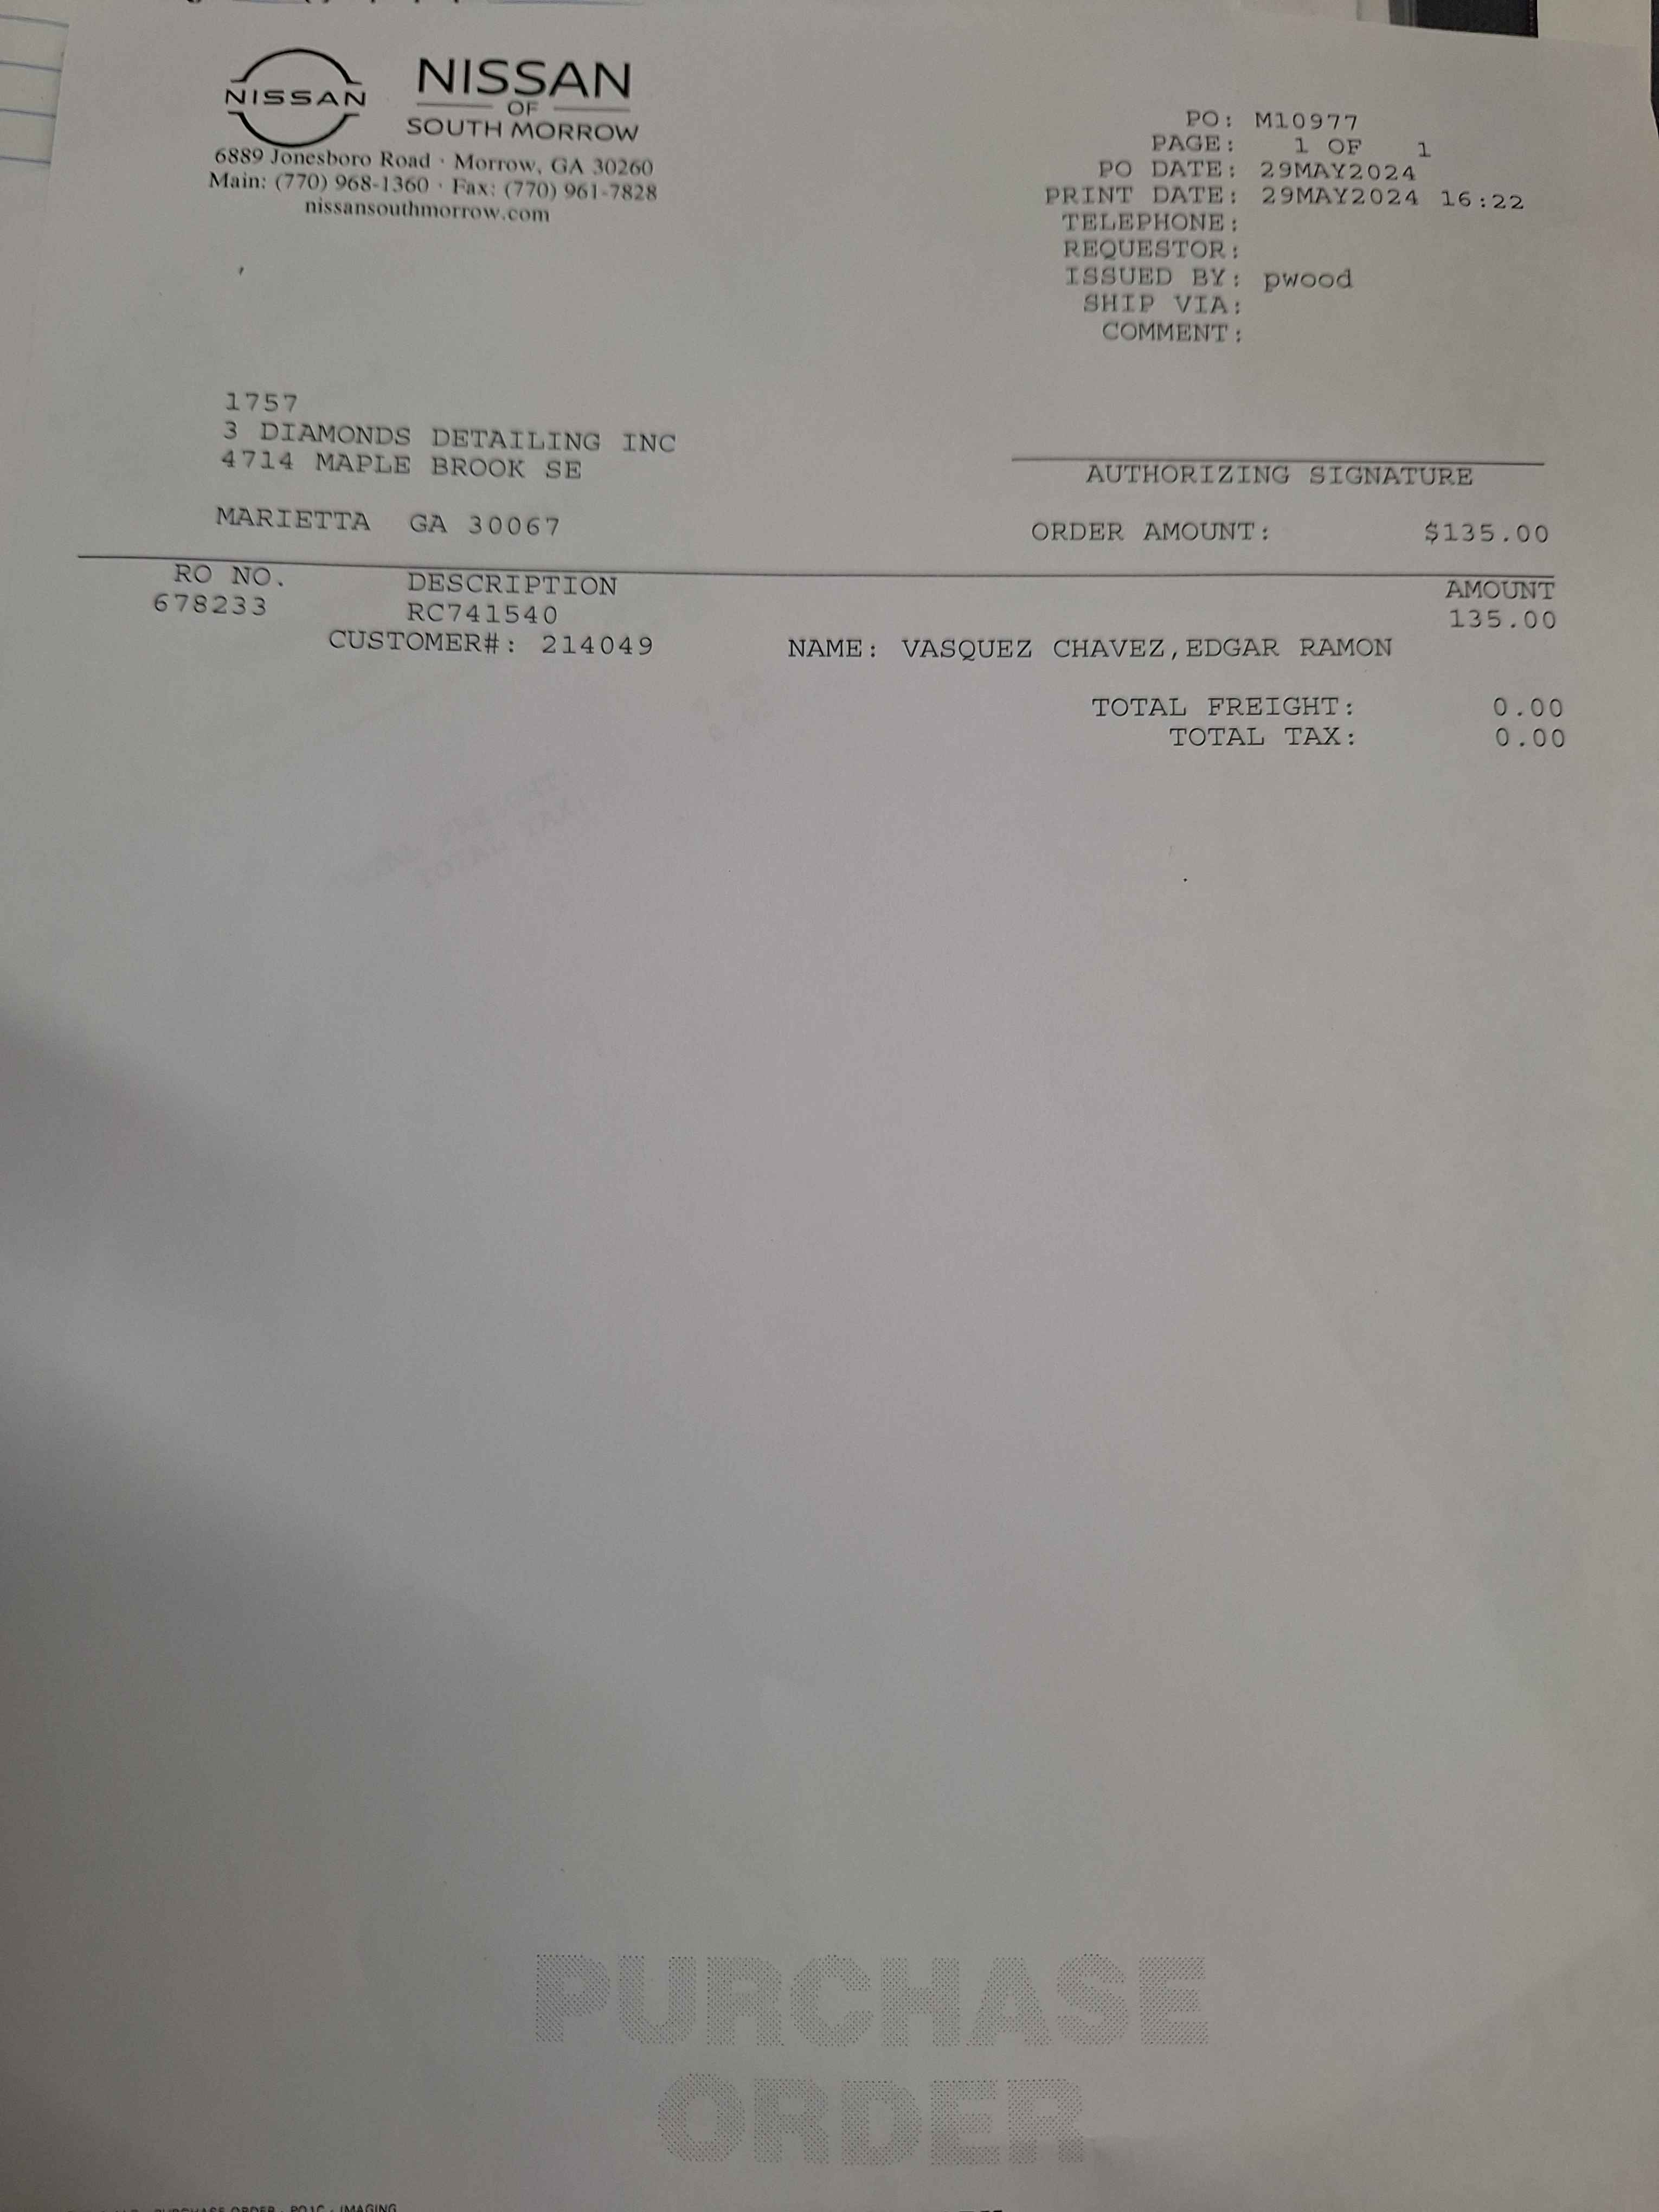 NISSAN
NISSAN
OF
SOUTH MORROW
6889 Jonesboro Road · Morrow, GA 30260
Main: (770) 968-1360 · Fax: (770) 961-7828
nissansouthmorrow.com
PO: M10977
PAGE: 1 OF 1
PO DATE: 29MAY2024
PRINT DATE: 29MAY2024 16:22
TELEPHONE:
REQUESTOR:
ISSUED BY: pwood
SHIP VIA:
COMMENT:
1757
3 DIAMONDS DETAILING INC
4714 MAPLE BROOK SE
MARIETTA GA 30067
AUTHORIZING SIGNATURE
ORDER AMOUNT: $135.00
RO NO. DESCRIPTION AMOUNT
678233 RC741540 135.00
CUSTOMER#: 214049 NAME: VASQUEZ CHAVEZ,EDGAR RAMON
TOTAL FREIGHT: 0.00
TOTAL TAX: 0.00
PURCHASE
ORDER
PURCHASE ORDER · PO1C · IMAGING